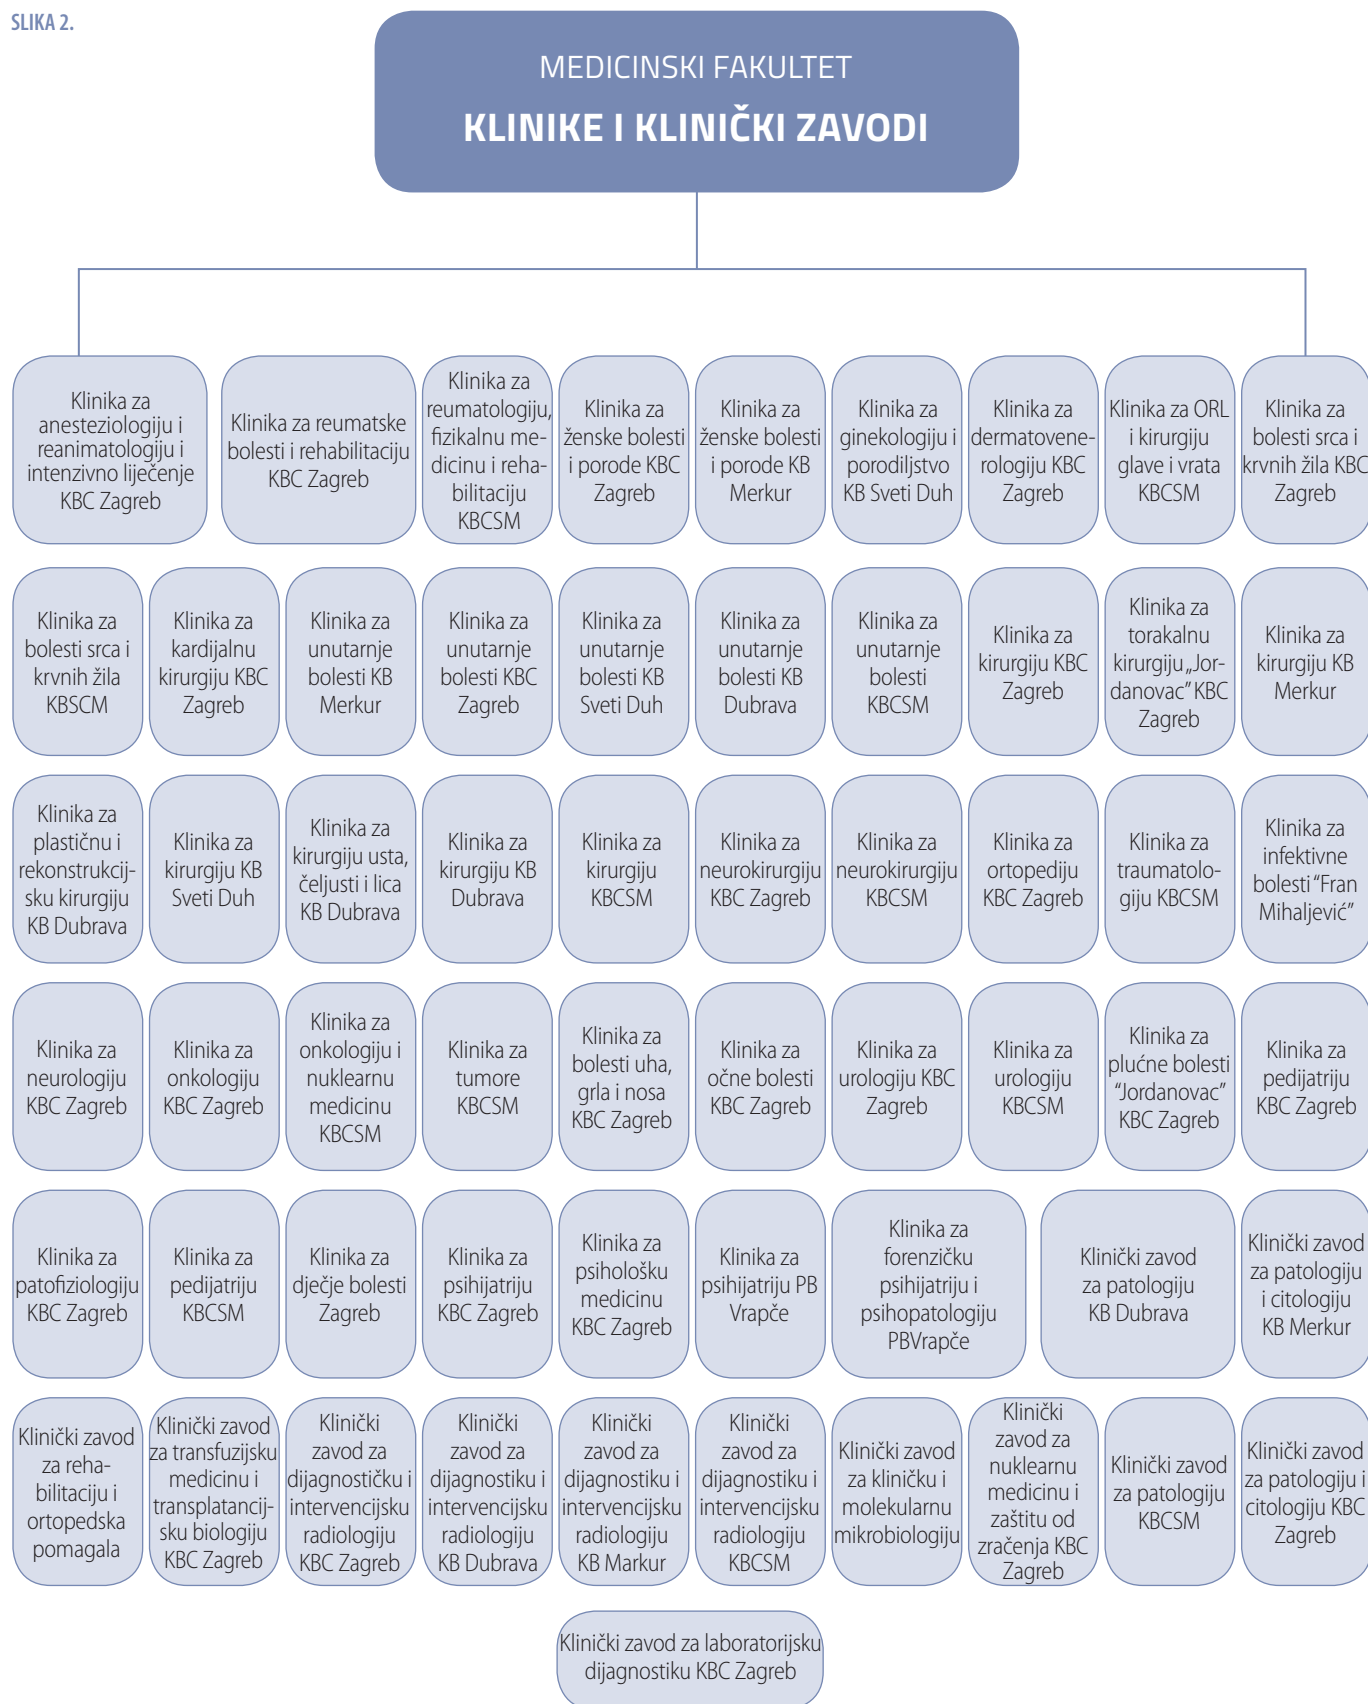 SLIKA 2.
MEDICINSKI FAKULTET
KLINIKE I KLINIČKI ZAVODI
Klinika za
anesteziologiju i
reanimatologiju i
intenzivno liječenje
KBC Zagreb
Klinika za reumatske
bolesti i rehabilitaciju
KBC Zagreb
Klinika za
reumatologiju,
fizikalnu me-
dicinu i reha-
bilitaciju
KBCSM
Klinika za
ženske bolesti
i porode KBC
Zagreb
Klinika za
ženske bolesti
i porode KB
Merkur
Klinika za
ginekologiju i
porodiljstvo
KB Sveti Duh
Klinika za
dermatovene-
rologiju KBC
Zagreb
Klinika za ORL
i kirurgiju
glave i vrata
KBCSM
Klinika za
bolesti srca i
krvnih žila KBC
Zagreb
Klinika za
bolesti srca i
krvnih žila
KBSCM
Klinika za
kardijalnu
kirurgiju KBC
Zagreb
Klinika za
unutarnje
bolesti KB
Merkur
Klinika za
unutarnje
bolesti KBC
Zagreb
Klinika za
unutarnje
bolesti KB
Sveti Duh
Klinika za
unutarnje
bolesti KB
Dubrava
Klinika za
unutarnje
bolesti
KBCSM
Klinika za
kirurgiju KBC
Zagreb
Klinika za
torakalnu
kirurgiju „Jor-
danovac” KBC
Zagreb
Klinika za
kirurgiju KB
Merkur
Klinika za
plastičnu i
rekonstrukcij-
sku kirurgiju
KB Dubrava
Klinika za
kirurgiju KB
Sveti Duh
Klinika za
kirurgiju usta,
čeljusti i lica
KB Dubrava
Klinika za
kirurgiju KB
Dubrava
Klinika za
kirurgiju
KBCSM
Klinika za
neurokirurgiju
KBC Zagreb
Klinika za
neurokirurgiju
KBCSM
Klinika za
ortopediju
KBC Zagreb
Klinika za
traumatolo-
giju KBCSM
Klinika za
infektivne
bolesti “Fran
Mihaljević”
Klinika za
neurologiju
KBC Zagreb
Klinika za
onkologiju
KBC Zagreb
Klinika za
onkologiju i
nuklearnu
medicinu
KBCSM
Klinika za
tumore
KBCSM
Klinika za
bolesti uha,
grla i nosa
KBC Zagreb
Klinika za
očne bolesti
KBC Zagreb
Klinika za
urologiju KBC
Zagreb
Klinika za
urologiju
KBCSM
Klinika za
plućne bolesti
“Jordanovac”
KBC Zagreb
Klinika za
pedijatriju
KBC Zagreb
Klinika za
patofiziologiju
KBC Zagreb
Klinika za
pedijatriju
KBCSM
Klinika za
dječje bolesti
Zagreb
Klinika za
psihijatriju
KBC Zagreb
Klinika za
psihološku
medicinu
KBC Zagreb
Klinika za
psihijatriju PB
Vrapče
Klinika za
forenzičku
psihijatriju i
psihopatologiju
PBVrapče
Klinički zavod
za patologiju
KB Dubrava
Klinički zavod
za patologiju
i citologiju
KB Merkur
Klinički zavod
za reha-
bilitaciju i
ortopedska
pomagala
Klinički zavod
za transfuzijsku
medicinu i
transplatancij-
sku biologiju
KBC Zagreb
Klinički
zavod za
dijagnostičku i
intervencijsku
radiologiju
KBC Zagreb
Klinički
zavod za
dijagnostiku i
intervencijsku
radiologiju
KB Dubrava
Klinički
zavod za
dijagnostiku i
intervencijsku
radiologiju
KB Markur
Klinički
zavod za
dijagnostiku i
intervencijsku
radiologiju
KBCSM
Klinički zavod
za kliničku i
molekularnu
mikrobiologiju
Klinički
zavod za
nuklearnu
medicinu i
zaštitu od
zračenja KBC
Zagreb
Klinički zavod
za patologiju
KBCSM
Klinički zavod
za patologiju i
citologiju KBC
Zagreb
Klinički zavod za laboratorijsku
dijagnostiku KBC Zagreb